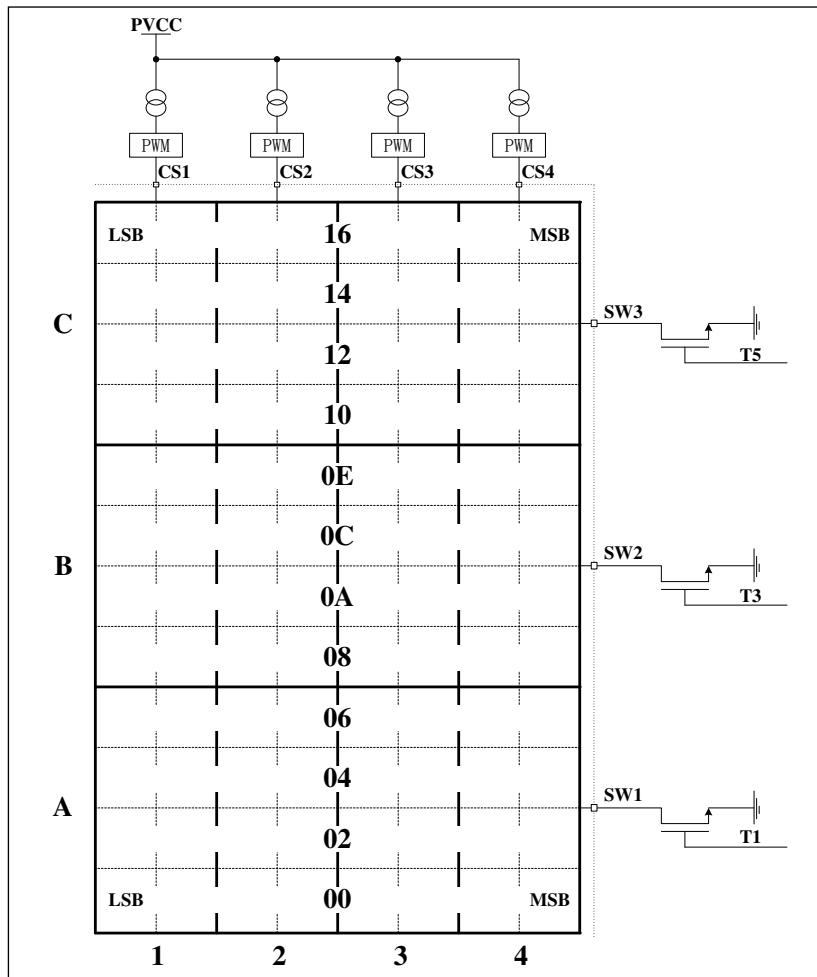 PVCC
PWM PWM PWM PWM
CS1 CS2 CS3 CS4
LSB 16 MSB
14
C SW3
12 T5
10
0E
0C
B SW2
0A T3
08
06
04
A SW1
02 T1
LSB 00 MSB
1 2 3 4